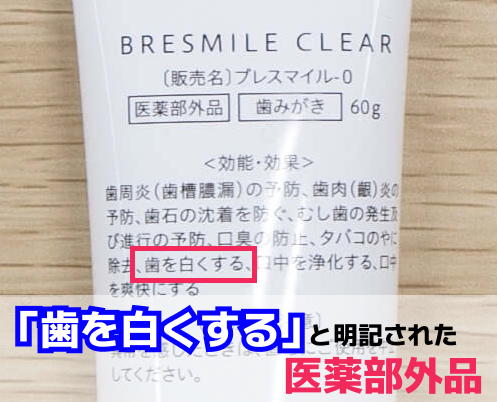 BRESMILE CLEAR
〔販売名〕ブレスマイル-0
医薬部外品 歯みがき 60g
<効能・効果>
歯周炎(歯槽膿漏)の予防、歯肉(齦)炎の
予防、歯石の沈着を防ぐ、むし歯の発生及
び進行の予防、口臭の防止、タバコのやに
除去、歯を白くする、口中を浄化する、口中
を爽快にする
「歯を白くする」と明記された
医薬部外品
してください。